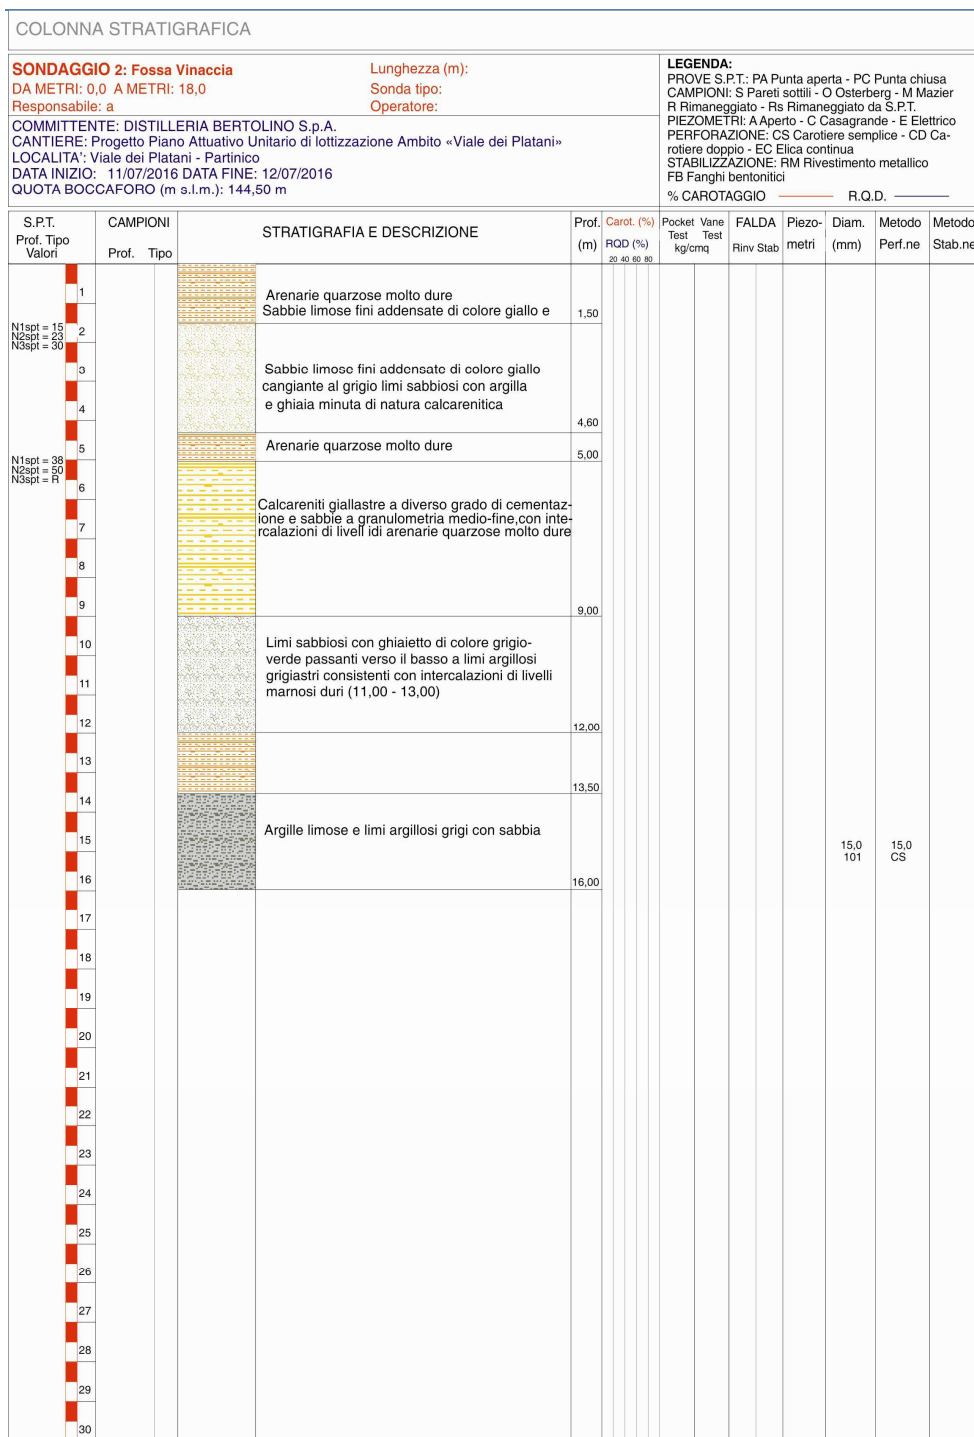 COLONNA STRATIGRAFICA
SONDAGGIO 2: Fossa Vinaccia
DA METRI: 0,0 A METRI: 18,0
Responsabile: a
Lunghezza (m):
Sonda tipo:
Operatore:
COMMITTENTE: DISTILLERIA BERTOLINO S.p.A.
CANTIERE: Progetto Piano Attuativo Unitario di lottizzazione Ambito «Viale dei Platani»
LOCALITA': Viale dei Platani - Partinico
DATA INIZIO: 11/07/2016 DATA FINE: 12/07/2016
QUOTA BOCCAFORO (m s.l.m.): 144,50 m
LEGENDA:
PROVE S.P.T.: PA Punta aperta - PC Punta chiusa
CAMPIONI: S Pareti sottili - O Osterberg - M Mazier
R Rimaneggiato - Rs Rimaneggiato da S.P.T.
PIEZOMETRI: A Aperto - C Casagrande - E Elettrico
PERFORAZIONE: CS Carotiere semplice - CD Ca-
rotiere doppio - EC Elica continua
STABILIZZAZIONE: RM Rivestimento metallico
FB Fanghi bentonitici
% CAROTAGGIO R.Q.D.
S.P.T.
Prof. Tipo
Valori
CAMPIONI
Prof. Tipo
STRATIGRAFIA E DESCRIZIONE
Prof.
(m)
Carot. (%)
RQD (%)
20 40 60 80
Pocket Vane
Test Test
kg/cmq
FALDA
Rinv Stab
Piezo-
metri
Diam.
(mm)
Metodo
Perf.ne
Metodo
Stab.ne
1
Arenarie quarzose molto dure
Sabbie limose fini addensate di colore giallo e
1,50
N1spt = 15
N2spt = 23
N3spt = 30
2
3
Sabbie limose fini addensate di colore giallo
cangiante al grigio limi sabbiosi con argilla
e ghiaia minuta di natura calcarenitica
4
4,60
5
Arenarie quarzose molto dure
5,00
N1spt = 38
N2spt = 50
N3spt = R
6
Calcareniti giallastre a diverso grado di cementaz-
ione e sabbie a granulometria medio-fine,con inte-
rcalazioni di livell idi arenarie quarzose molto dure
7
8
9
9,00
10
Limi sabbiosi con ghiaietto di colore grigio-
verde passanti verso il basso a limi argillosi
grigiastri consistenti con intercalazioni di livelli
marnosi duri (11,00 - 13,00)
11
12
12,00
13
13,50
14
Argille limose e limi argillosi grigi con sabbia
15
15,0
101
15,0
CS
16
16,00
17
18
19
20
21
22
23
24
25
26
27
28
29
30